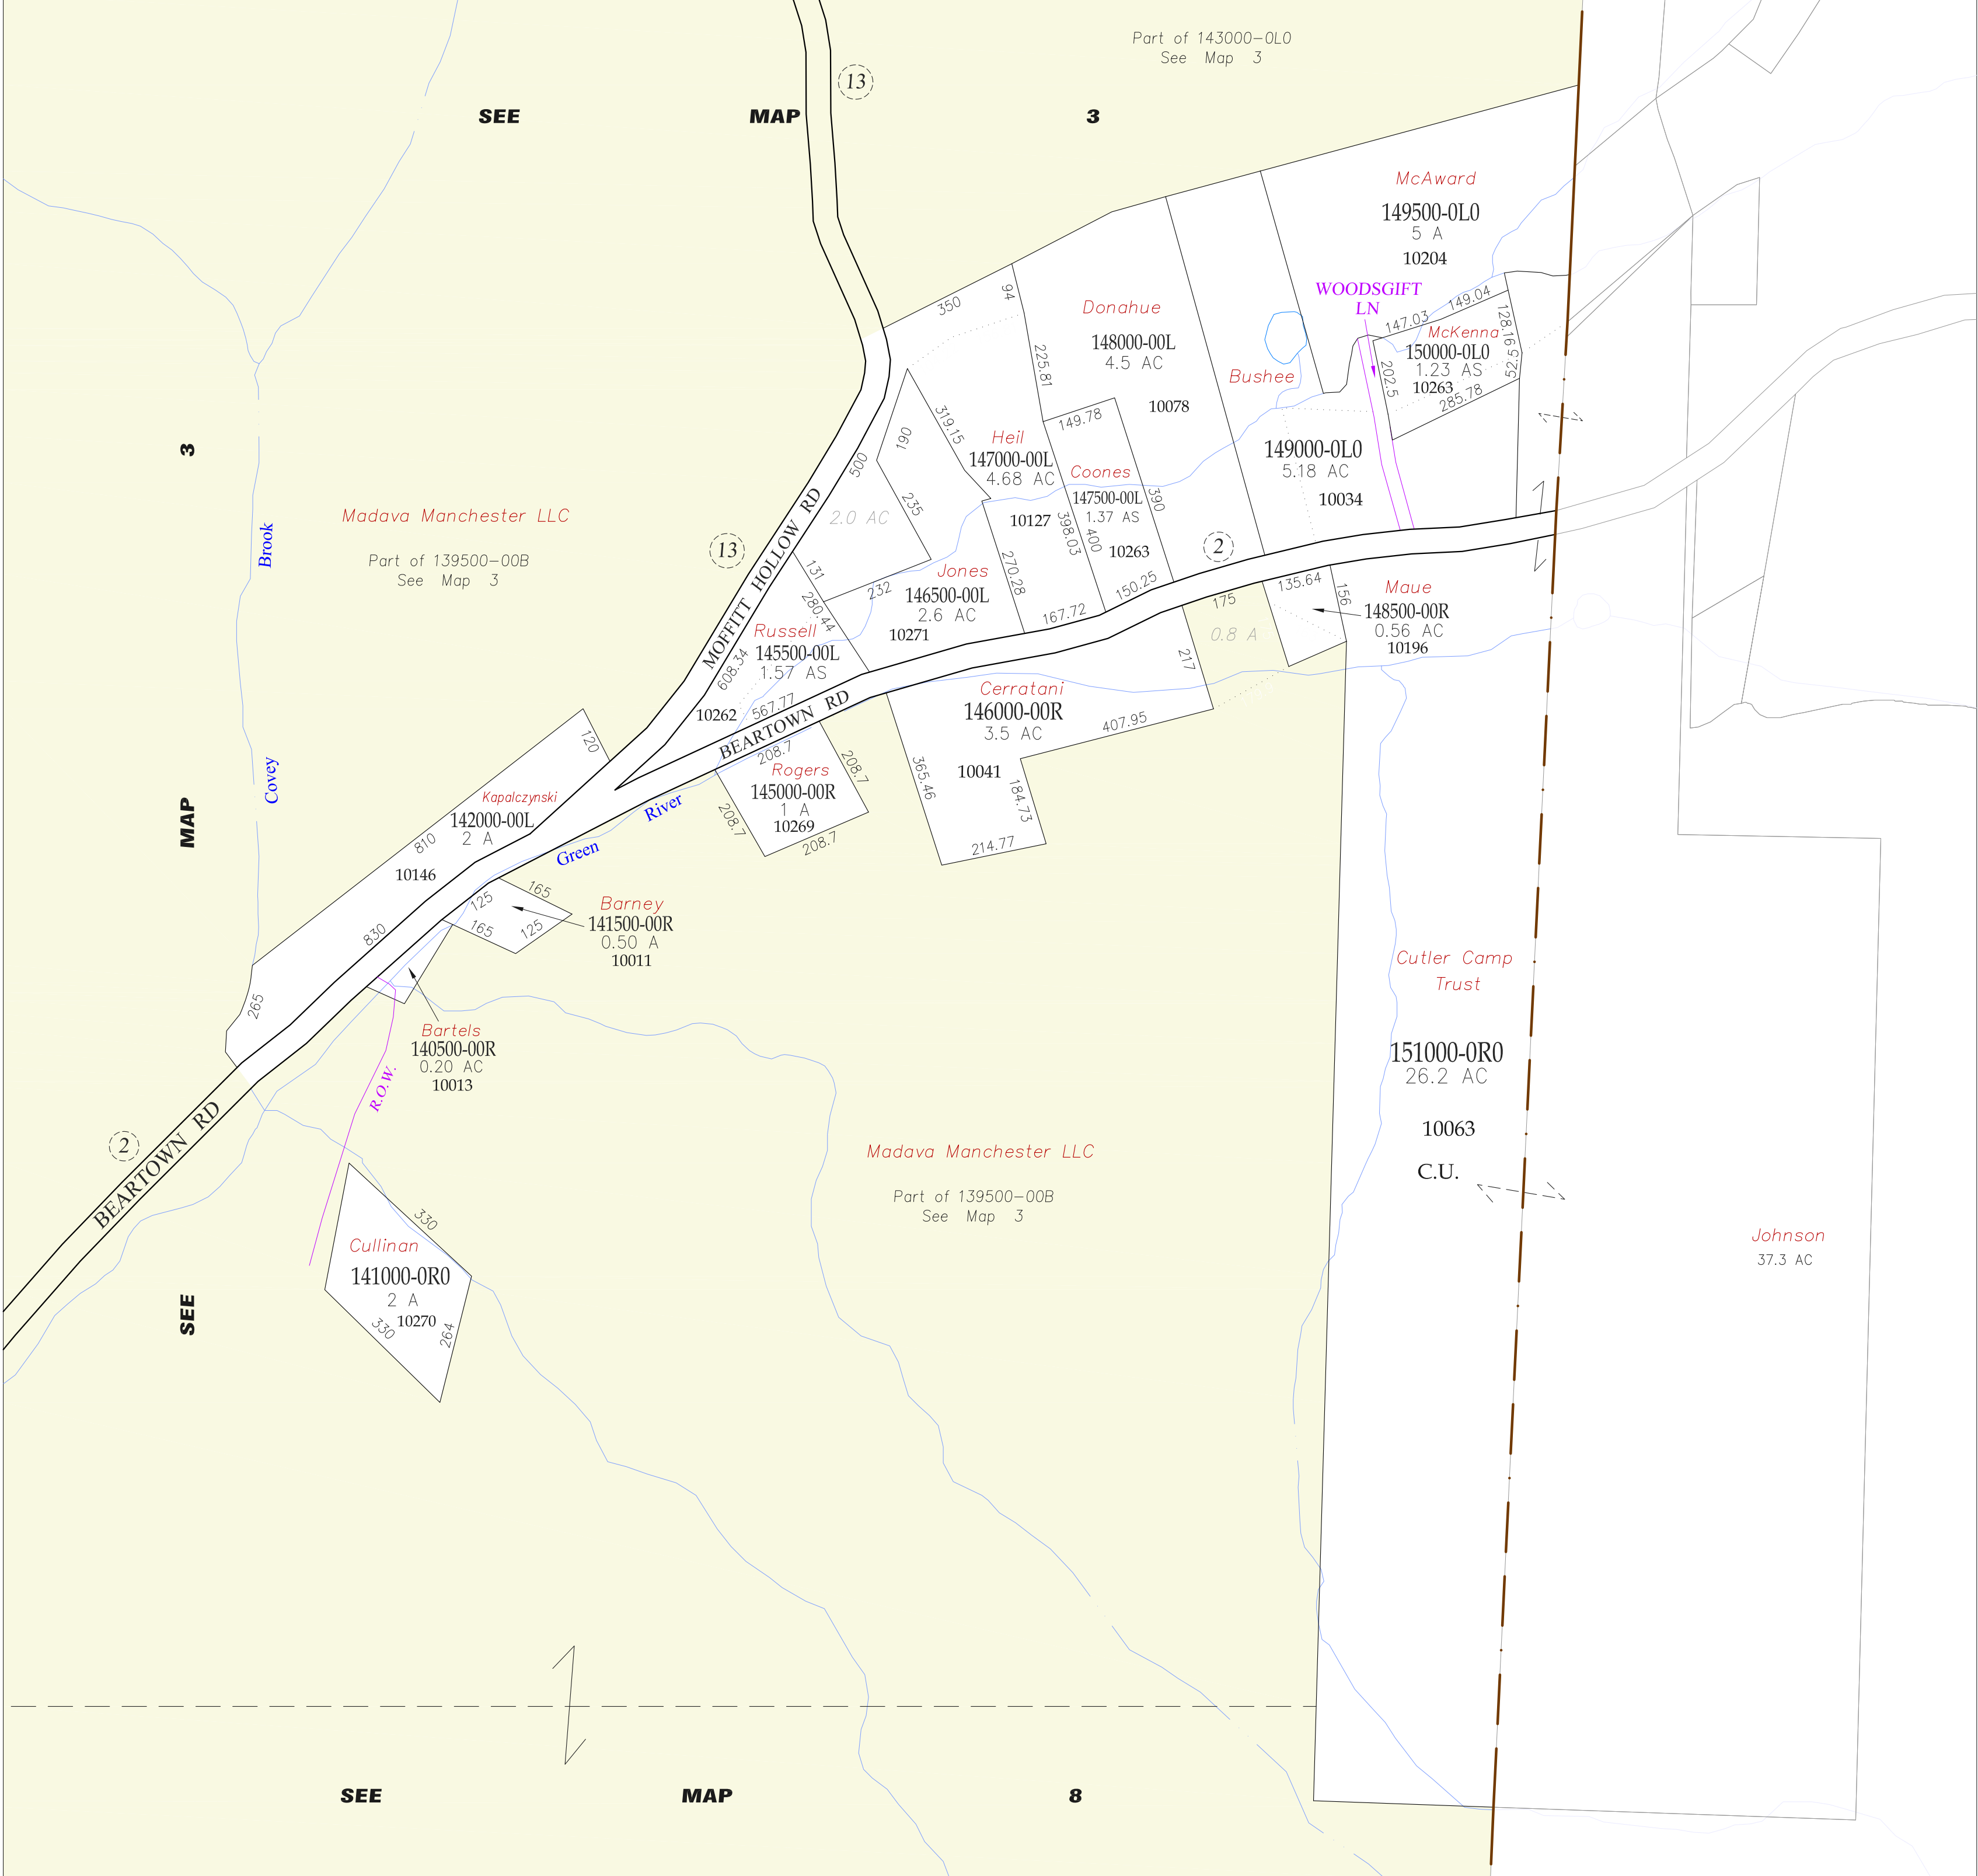 Part of 143000-0L0
See Map 3
13
SEE MAP 3
McAward
149500-0L0
5 A
10204
WOODSGIFT
LN
149.04
147.03
128.16
McKenna
150000-0L0
1.23 AS
10263
202.5
52.5
285.78
350
94
Donahue
148000-00L
4.5 AC
10078
225.81
Bushee
149000-0L0
5.18 AC
10034
149.78
319.15
190
Heil
147000-00L
4.68 AC
10127
Coones
147500-00L
1.37 AS
10263
390
398.03
400
500
235
2.0 AC
3
Madava Manchester LLC
Part of 139500-00B
See Map 3
Brook
13
MOFFITT HOLLOW RD
2
131
232
280.44
Jones
146500-00L
2.6 AC
10271
270.28
167.72
150.25
175
135.64
156
Maue
148500-00R
0.56 AC
10196
0.8 A
217
Russell
145500-00L
1.57 AS
10262
608.34
567.77
BEARTOWN RD
Cerratani
146000-00R
3.5 AC
10041
407.95
365.46
184.73
214.77
208.7
Rogers
145000-00R
1 A
10269
208.7
208.7
208.7
120
Covey
MAP
River
Green
Kapalczynski
142000-00L
2 A
10146
810
830
265
165
125
165
125
Barney
141500-00R
0.50 A
10011
Bartels
140500-00R
0.20 AC
10013
R.O.W.
2
BEARTOWN RD
Cutler Camp
Trust
151000-0R0
26.2 AC
10063
C.U.
Madava Manchester LLC
Part of 139500-00B
See Map 3
Johnson
37.3 AC
SEE
330
Cullinan
141000-0R0
2 A
10270
330
264
SEE MAP 8